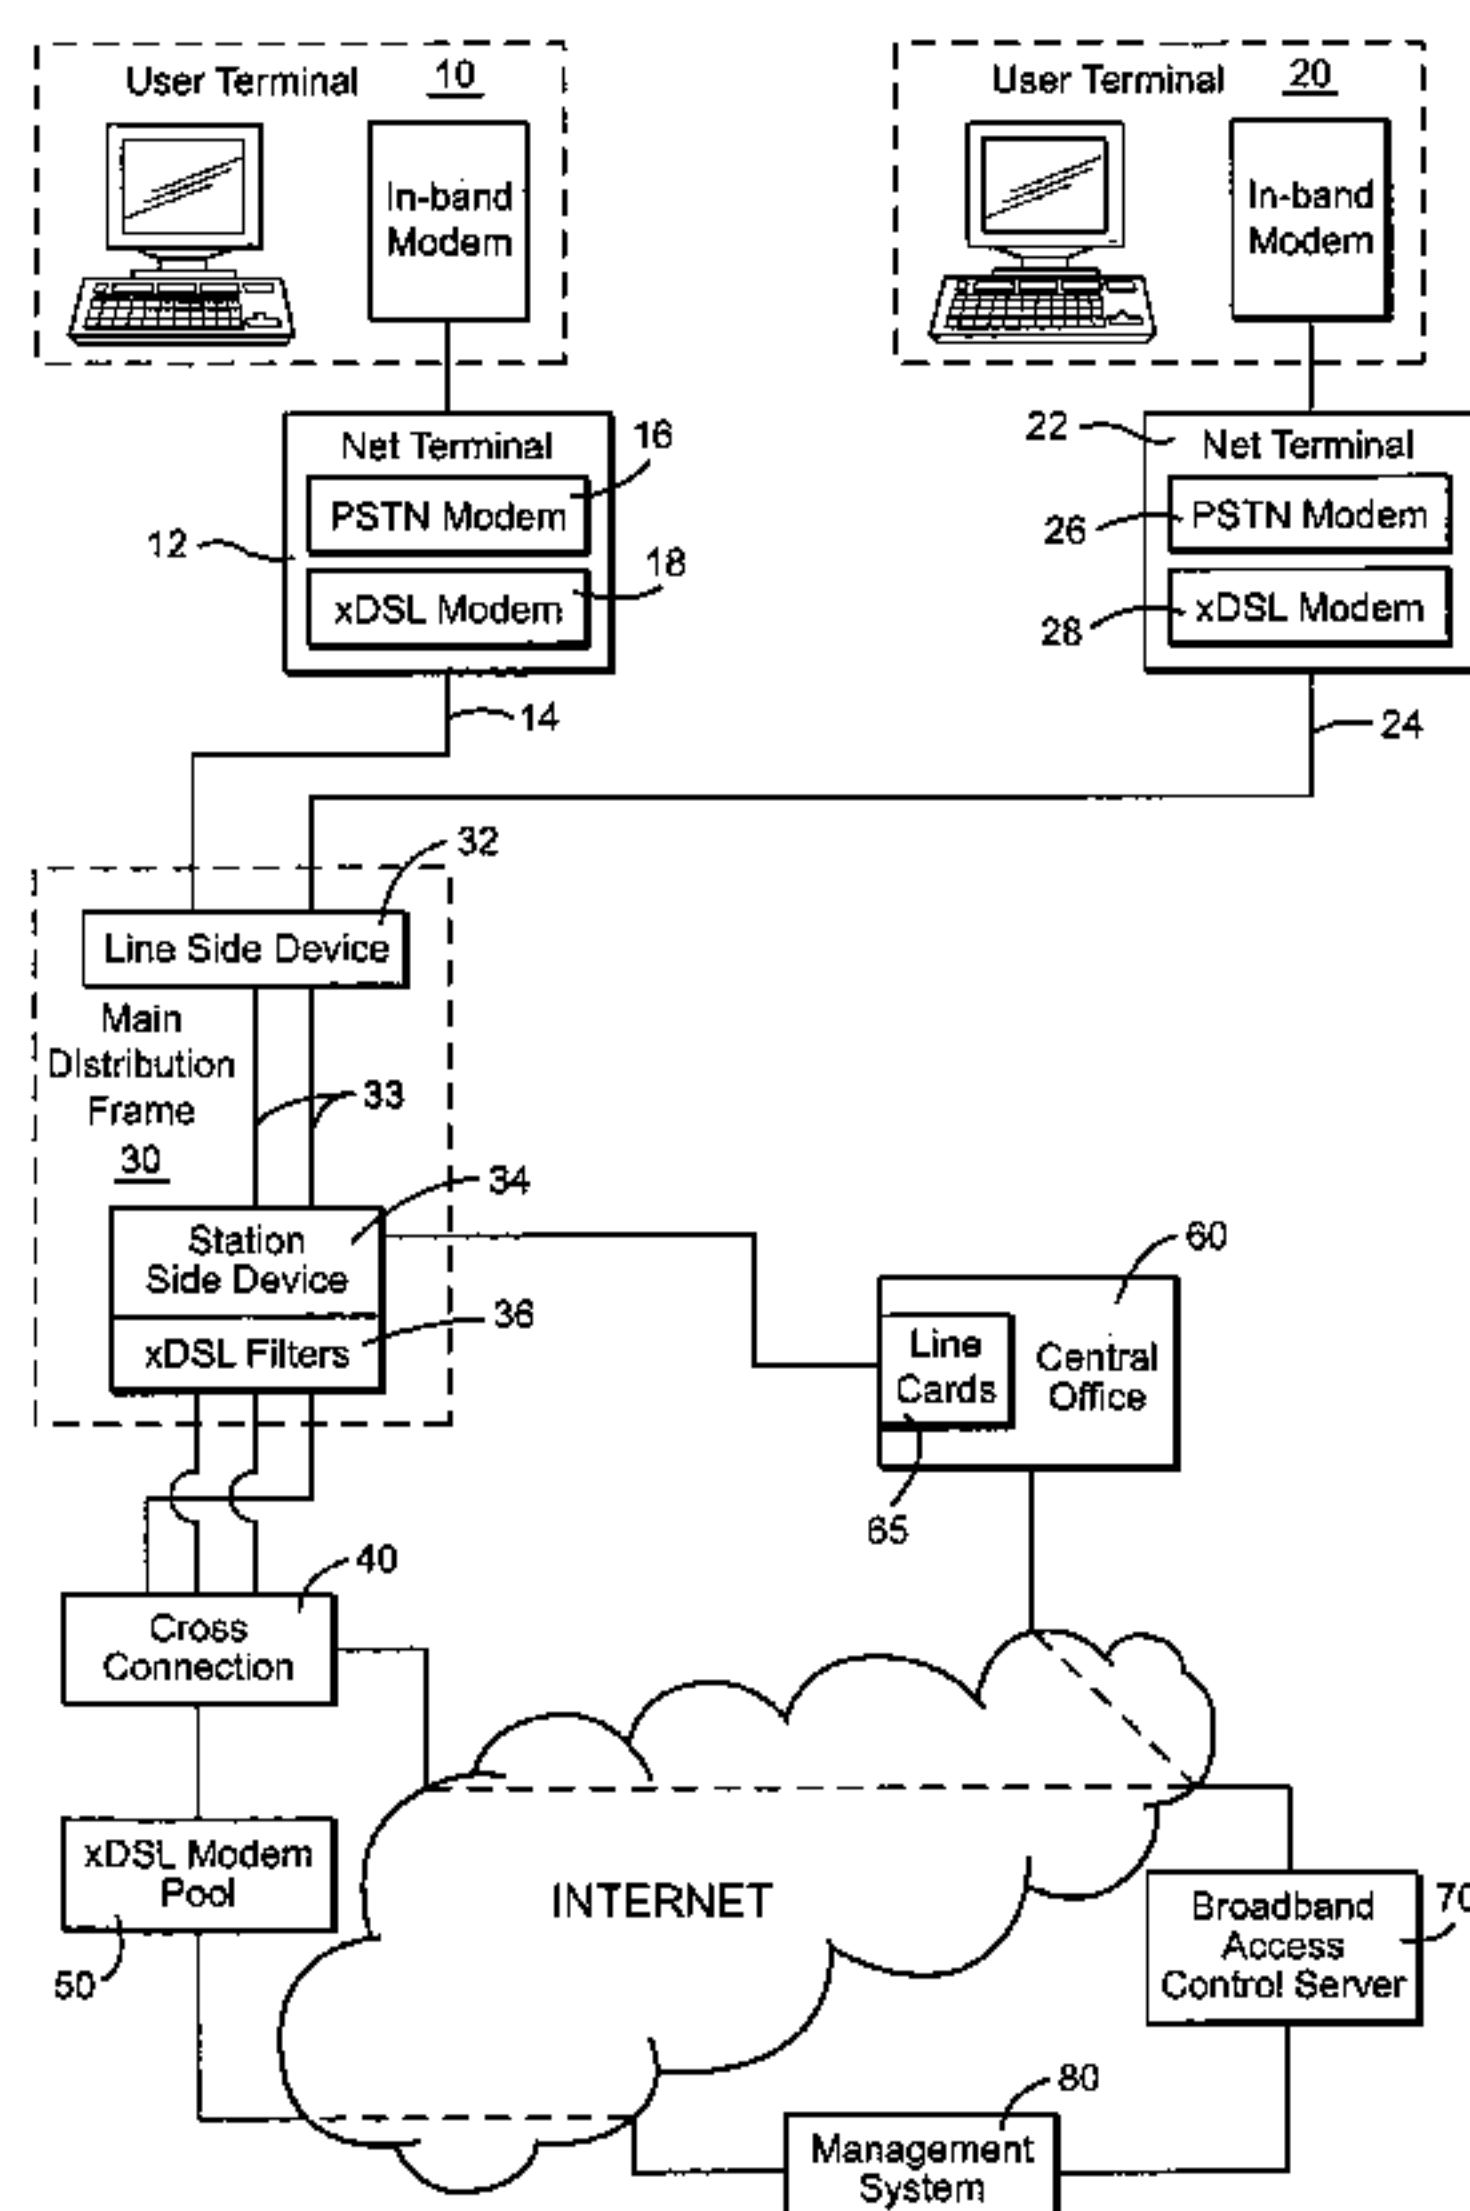 User Terminal 10
In-band
Modem
User Terminal 20
In-band
Modem
Net Terminal
16
PSTN Modem
12
18
xDSL Modem
14
22
Net Terminal
26
PSTN Modem
28
xDSL Modem
24
32
Line Side Device
Main
Distribution
Frame
30
33
34
Station
Side Device
36
xDSL Filters
60
Line
Cards
Central
Office
65
40
Cross
Connection
xDSL Modem
Pool
50
INTERNET
Broadband
Access
Control Server
70
80
Management
System